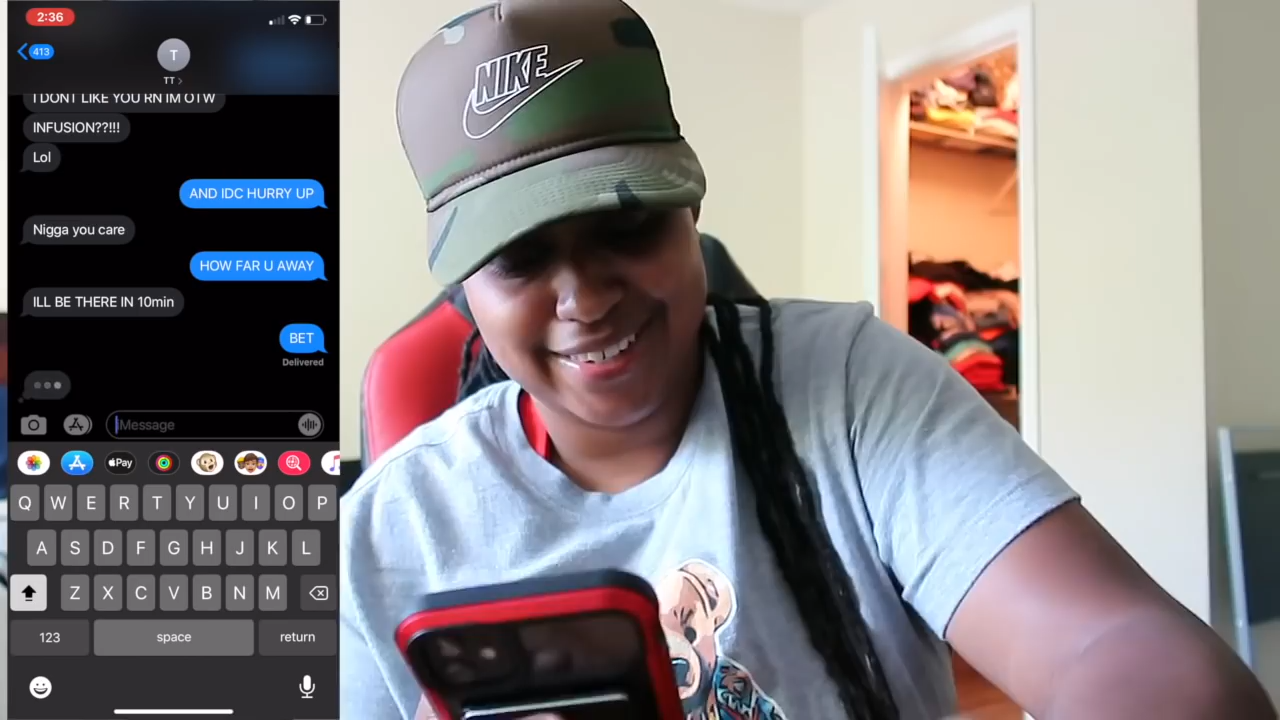 2:36
413
T
TT >
I DONT LIKE YOU RN IM OTW
INFUSION??!!!
Lol
AND IDC HURRY UP
Nigga you care
HOW FAR U AWAY
ILL BE THERE IN 10min
BET
Delivered
Message
Pay
Q W E R T Y U I O P
A S D F G H J K L
Z X C V B N M
123 space return
NIKE